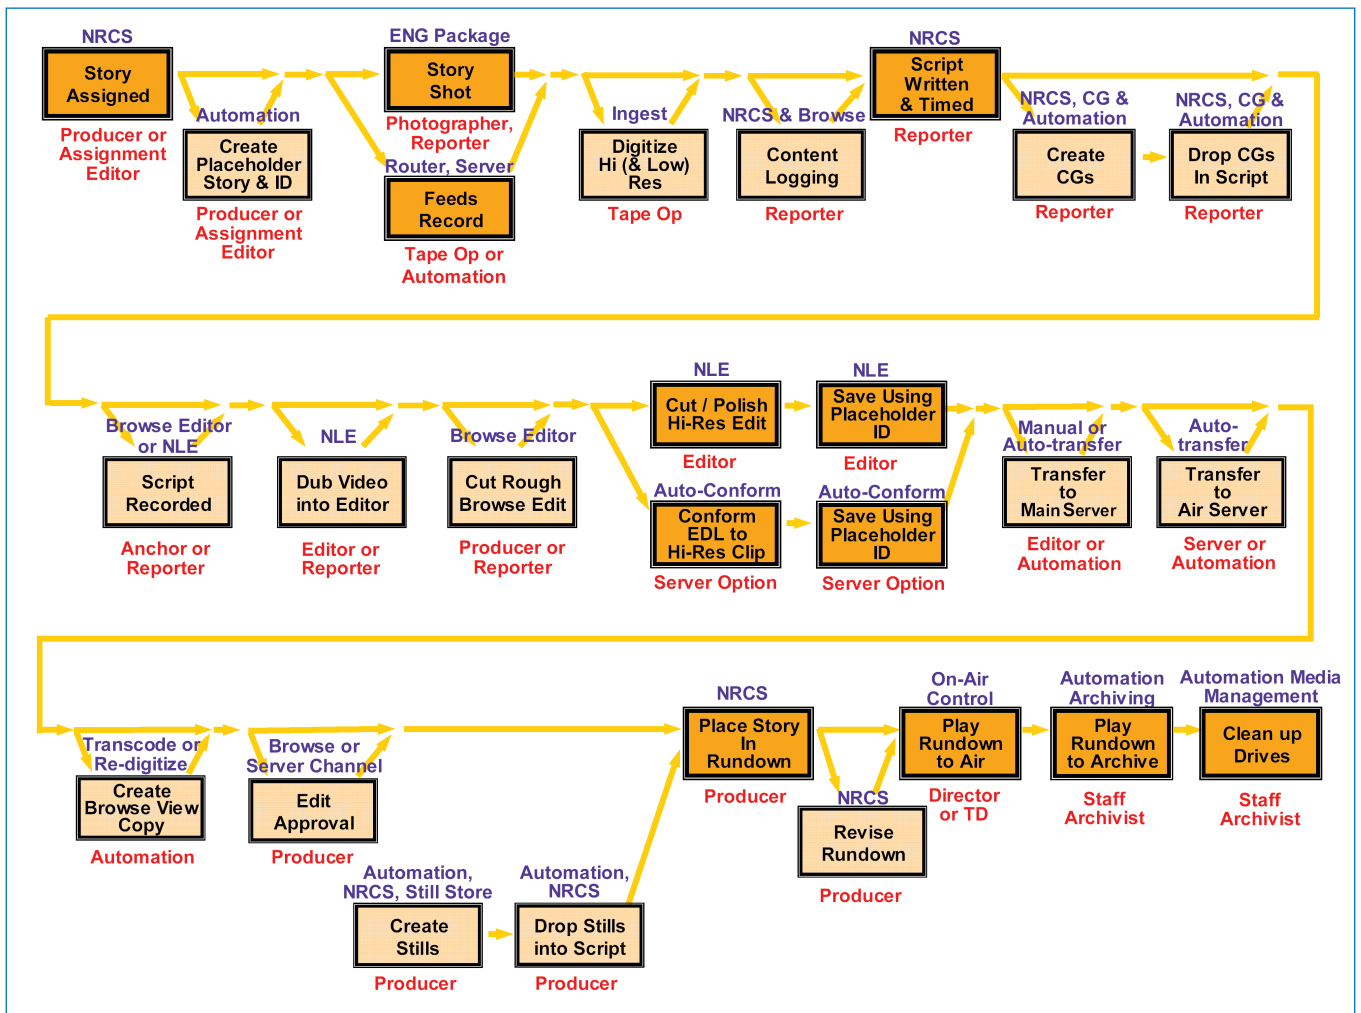 NRCS
Story
Assigned
Producer or
Assignment
Editor
Automation
Create
Placeholder
Story & ID
Producer or
Assignment
Editor
ENG Package
Story
Shot
Photographer,
Reporter
Router, Server
Feeds
Record
Tape Op or
Automation
Ingest
Digitize
Hi (& Low)
Res
Tape Op
NRCS & Browse
Content
Logging
Reporter
NRCS
Script
Written
& Timed
Reporter
NRCS, CG &
Automation
Create
CGs
Reporter
NRCS, CG &
Automation
Drop CGs
In Script
Reporter
Browse Editor
or NLE
Script
Recorded
Anchor or
Reporter
NLE
Dub Video
into Editor
Editor or
Reporter
Browse Editor
Cut Rough
Browse Edit
Producer or
Reporter
NLE
Cut / Polish
Hi-Res Edit
Editor
NLE
Save Using
Placeholder
ID
Editor
Auto-Conform
Conform
EDL to
Hi-Res Clip
Server Option
Auto-Conform
Save Using
Placeholder
ID
Server Option
Manual or
Auto-transfer
Transfer
to
Main Server
Editor or
Automation
Auto-
transfer
Transfer
to
Air Server
Server or
Automation
Transcode or
Re-digitize
Create
Browse View
Copy
Automation
Browse or
Server Channel
Edit
Approval
Producer
Automation,
NRCS, Still Store
Create
Stills
Producer
Automation,
NRCS
Drop Stills
into Script
Producer
NRCS
Place Story
In
Rundown
Producer
NRCS
Revise
Rundown
Producer
On-Air
Control
Play
Rundown
to Air
Director
or TD
Automation
Archiving
Play
Rundown
to Archive
Staff
Archivist
Automation Media
Management
Clean up
Drives
Staff
Archivist